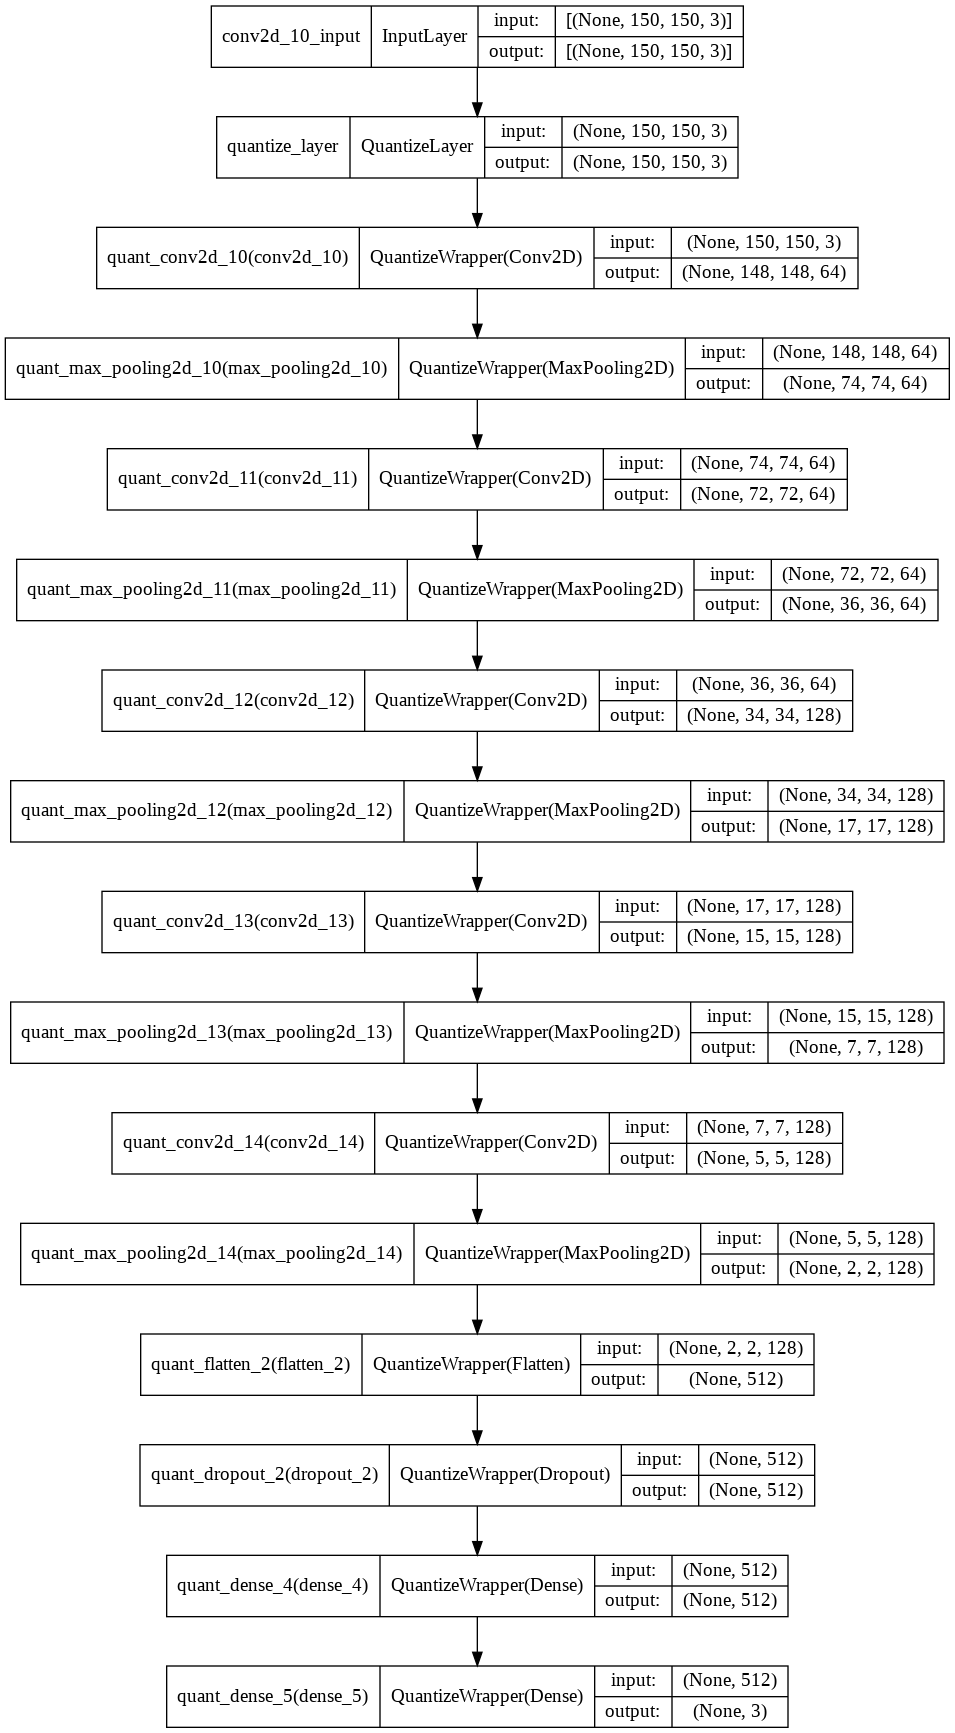 conv2d_10_input InputLayer input: [(None, 150, 150, 3)]
output: [(None, 150, 150, 3)]
quantize_layer QuantizeLayer input: (None, 150, 150, 3)
output: (None, 150, 150, 3)
quant_conv2d_10(conv2d_10) QuantizeWrapper(Conv2D) input: (None, 150, 150, 3)
output: (None, 148, 148, 64)
quant_max_pooling2d_10(max_pooling2d_10) QuantizeWrapper(MaxPooling2D) input: (None, 148, 148, 64)
output: (None, 74, 74, 64)
quant_conv2d_11(conv2d_11) QuantizeWrapper(Conv2D) input: (None, 74, 74, 64)
output: (None, 72, 72, 64)
quant_max_pooling2d_11(max_pooling2d_11) QuantizeWrapper(MaxPooling2D) input: (None, 72, 72, 64)
output: (None, 36, 36, 64)
quant_conv2d_12(conv2d_12) QuantizeWrapper(Conv2D) input: (None, 36, 36, 64)
output: (None, 34, 34, 128)
quant_max_pooling2d_12(max_pooling2d_12) QuantizeWrapper(MaxPooling2D) input: (None, 34, 34, 128)
output: (None, 17, 17, 128)
quant_conv2d_13(conv2d_13) QuantizeWrapper(Conv2D) input: (None, 17, 17, 128)
output: (None, 15, 15, 128)
quant_max_pooling2d_13(max_pooling2d_13) QuantizeWrapper(MaxPooling2D) input: (None, 15, 15, 128)
output: (None, 7, 7, 128)
quant_conv2d_14(conv2d_14) QuantizeWrapper(Conv2D) input: (None, 7, 7, 128)
output: (None, 5, 5, 128)
quant_max_pooling2d_14(max_pooling2d_14) QuantizeWrapper(MaxPooling2D) input: (None, 5, 5, 128)
output: (None, 2, 2, 128)
quant_flatten_2(flatten_2) QuantizeWrapper(Flatten) input: (None, 2, 2, 128)
output: (None, 512)
quant_dropout_2(dropout_2) QuantizeWrapper(Dropout) input: (None, 512)
output: (None, 512)
quant_dense_4(dense_4) QuantizeWrapper(Dense) input: (None, 512)
output: (None, 512)
quant_dense_5(dense_5) QuantizeWrapper(Dense) input: (None, 512)
output: (None, 3)